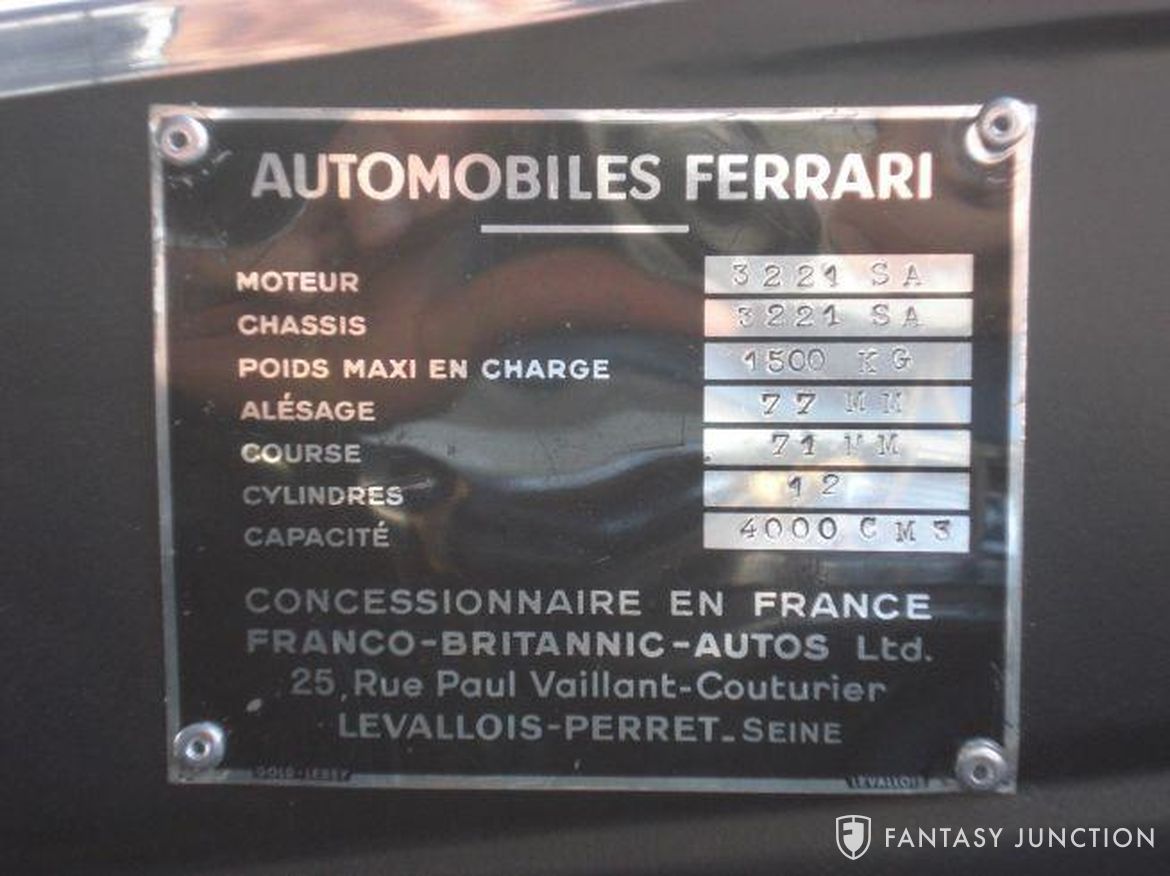 AUTOMOBILES FERRARI
MOTEUR 3221 SA
CHASSIS 3221 SA
POIDS MAXI EN CHARGE 1500 KG
ALÉSAGE 77 MM
COURSE 71 MM
CYLINDRES 12
CAPACITÉ 4000 CM3
CONCESSIONNAIRE EN FRANCE
FRANCO-BRITANNIC-AUTOS Ltd.
25, Rue Paul Vaillant-Couturier
LEVALLOIS-PERRET_SEINE
LEVALLOIS
FANTASY JUNCTION